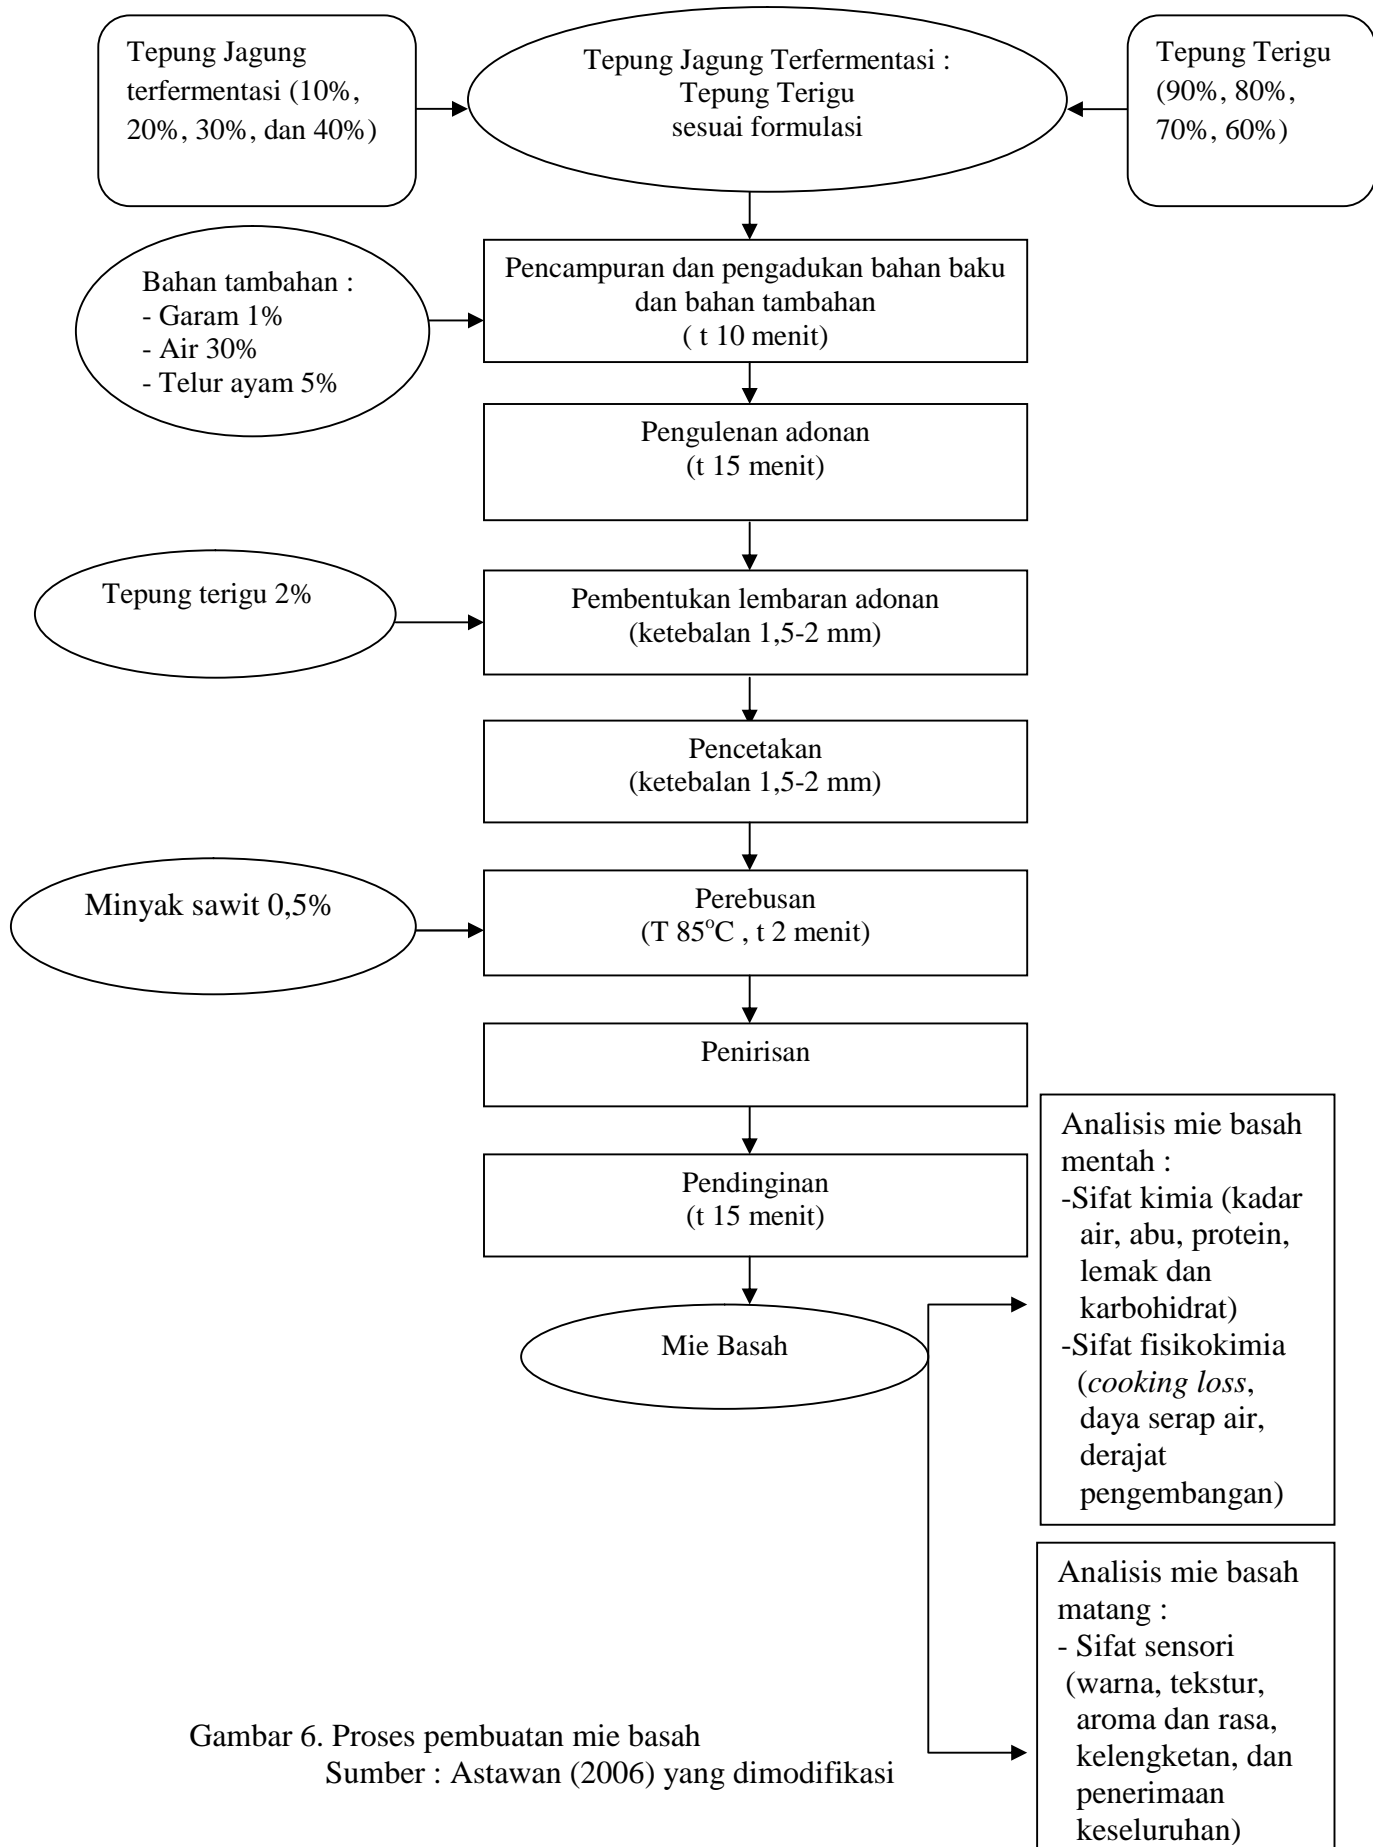 Tepung Jagung
terfermentasi (10%,
20%, 30%, dan 40%)
Tepung Jagung Terfermentasi :
Tepung Terigu
sesuai formulasi
Tepung Terigu
(90%, 80%,
70%, 60%)
Bahan tambahan :
- Garam 1%
- Air 30%
- Telur ayam 5%
Pencampuran dan pengadukan bahan baku
dan bahan tambahan
( t 10 menit)
Pengulenan adonan
(t 15 menit)
Tepung terigu 2%
Pembentukan lembaran adonan
(ketebalan 1,5-2 mm)
Pencetakan
(ketebalan 1,5-2 mm)
Minyak sawit 0,5%
Perebusan
(T 85°C , t 2 menit)
Penirisan
Pendinginan
(t 15 menit)
Mie Basah
Analisis mie basah
mentah :
-Sifat kimia (kadar
air, abu, protein,
lemak dan
karbohidrat)
-Sifat fisikokimia
(cooking loss,
daya serap air,
derajat
pengembangan)
Analisis mie basah
matang :
- Sifat sensori
(warna, tekstur,
aroma dan rasa,
kelengketan, dan
penerimaan
keseluruhan)
Gambar 6. Proses pembuatan mie basah
Sumber : Astawan (2006) yang dimodifikasi